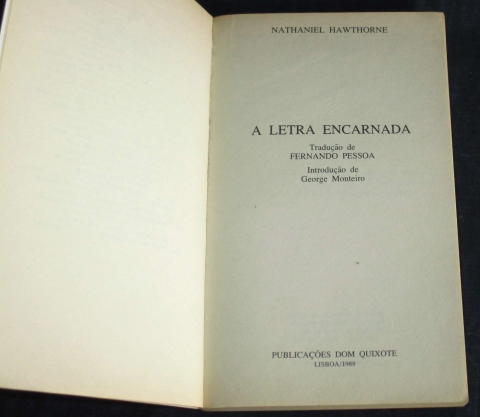 NATHANIEL HAWTHORNE
A LETRA ENCARNADA
Tradução de
FERNANDO PESSOA
Introdução de
George Monteiro
PUBLICAÇÕES DOM QUIXOTE
LISBOA/1988